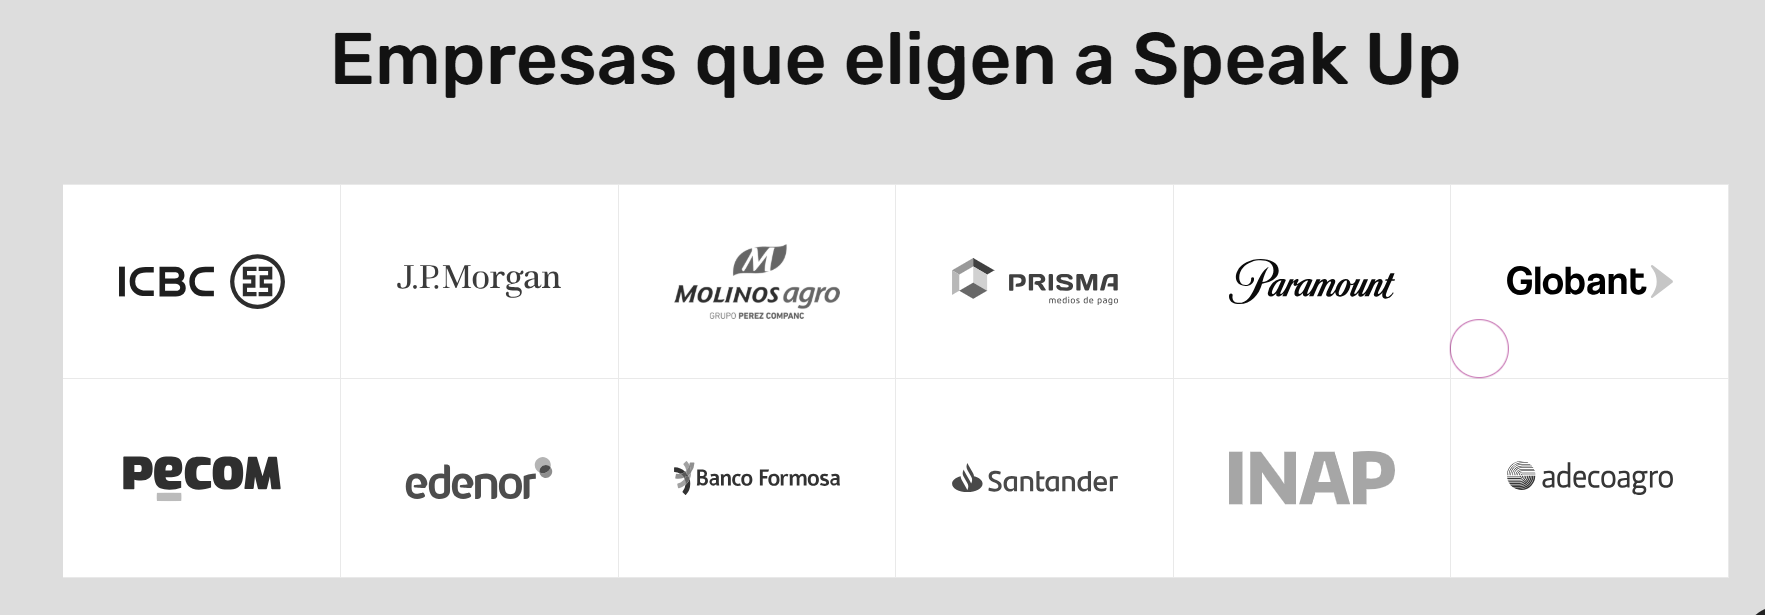 Empresas que eligen a Speak Up
ICBC
J.P.Morgan
MOLINOS agro
GRUPO PEREZ COMPANC
PRISMA
medios de pago
Paramount
Globant
PECOM
edenor
Banco Formosa
Santander
INAP
adecoagro